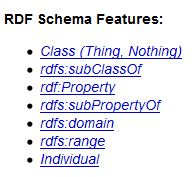 RDF Schema Features:
Class (Thing, Nothing)
rdfs:subClassOf
rdf:Property
rdfs:subPropertyOf
rdfs:domain
rdfs:range
Individual